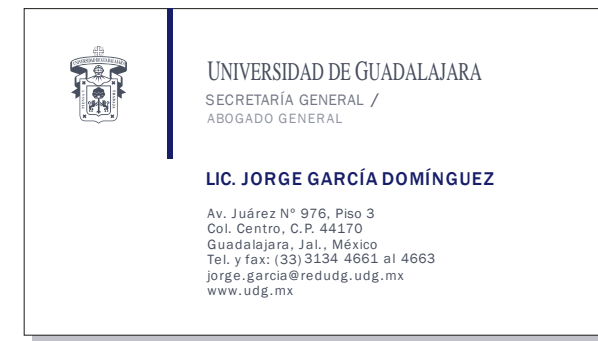 UNIVERSIDAD DE GUADALAJARA
SECRETARÍA GENERAL /
ABOGADO GENERAL
LIC. JORGE GARCÍA DOMÍNGUEZ
Av. Juárez N° 976, Piso 3
Col. Centro, C.P. 44170
Guadalajara, Jal., México
Tel. y fax: (33) 3134 4661 al 4663
jorge.garcia@redudg.udg.mx
www.udg.mx